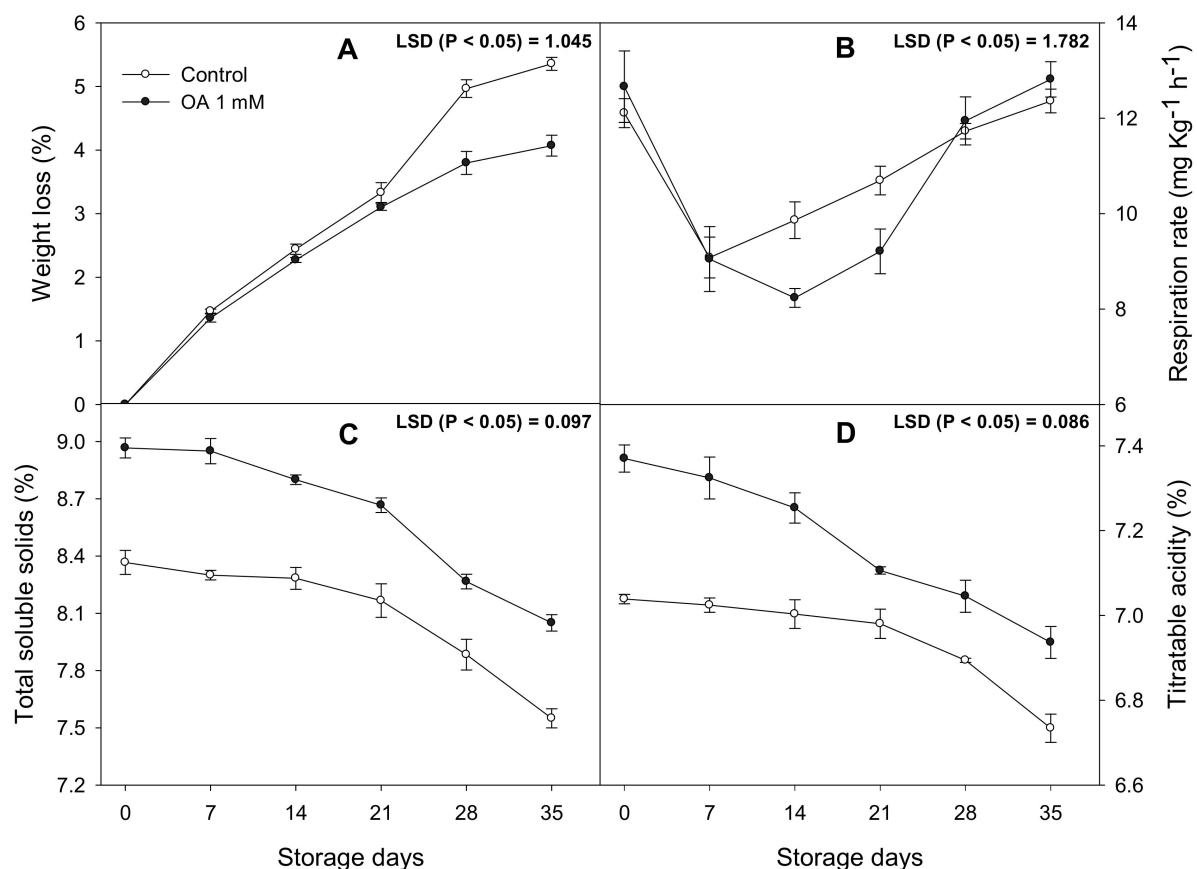 A
LSD (P < 0.05) = 1.045
Control
OA 1 mM
Weight loss (%)
6
5
4
3
2
1
0
B
LSD (P < 0.05) = 1.782
14
12
10
8
6
Respiration rate (mg Kg⁻¹ h⁻¹)
C
LSD (P < 0.05) = 0.097
Total soluble solids (%)
9.0
8.7
8.4
8.1
7.8
7.5
7.2
0 7 14 21 28 35
Storage days
D
LSD (P < 0.05) = 0.086
7.4
7.2
7.0
6.8
6.6
Titratable acidity (%)
0 7 14 21 28 35
Storage days